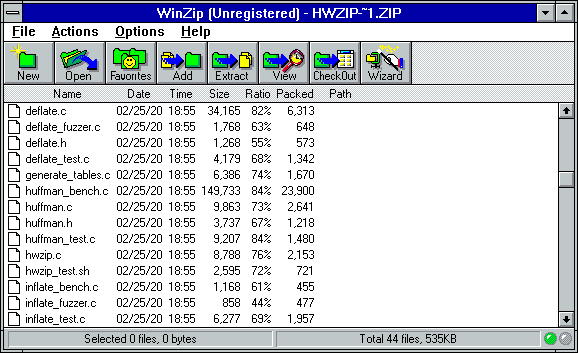 WinZip (Unregistered) - HWZIP-~1.ZIP
File Actions Options Help
New Open Favorites Add Extract View CheckOut Wizard
Name Date Time Size Ratio Packed Path
deflate.c 02/25/20 18:55 34,165 82% 6,313
deflate_fuzzer.c 02/25/20 18:55 1,768 63% 648
deflate.h 02/25/20 18:55 1,268 55% 573
deflate_test.c 02/25/20 18:55 4,179 68% 1,342
generate_tables.c 02/25/20 18:55 6,386 74% 1,670
huffman_bench.c 02/25/20 18:55 149,733 84% 23,900
huffman.c 02/25/20 18:55 9,863 73% 2,641
huffman.h 02/25/20 18:55 3,737 67% 1,218
huffman_test.c 02/25/20 18:55 9,207 84% 1,480
hwzip.c 02/25/20 18:55 8,788 76% 2,153
hwzip_test.sh 02/25/20 18:55 2,595 72% 721
inflate_bench.c 02/25/20 18:55 1,168 61% 455
inflate_fuzzer.c 02/25/20 18:55 858 44% 477
inflate_test.c 02/25/20 18:55 6,277 69% 1,957
Selected 0 files, 0 bytes Total 44 files, 535KB